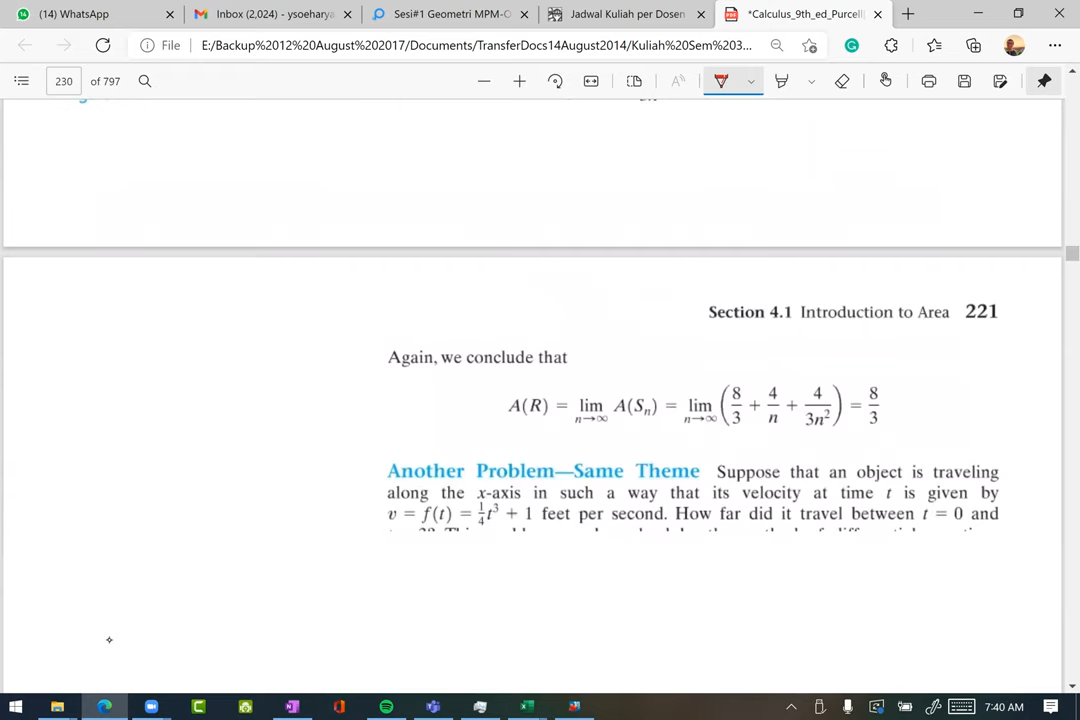 (14) WhatsApp
Inbox (2,024) - ysoeharya
Sesi#1 Geometri MPM-C
Jadwal Kuliah per Dosen
*Calculus_9th_ed_Purcell
File
E:/Backup%2012%20August%202017/Documents/TransferDocs14August2014/Kuliah%20Sem%203...
230 of 797
Section 4.1 Introduction to Area 221
Again, we conclude that
A(R) = lim n→∞ A(Sn) = lim n→∞ (8/3 + 4/n + 4/3n²) = 8/3
Another Problem—Same Theme Suppose that an object is traveling
along the x-axis in such a way that its velocity at time t is given by
v = f(t) = ¼t³ + 1 feet per second. How far did it travel between t = 0 and
7:40 AM